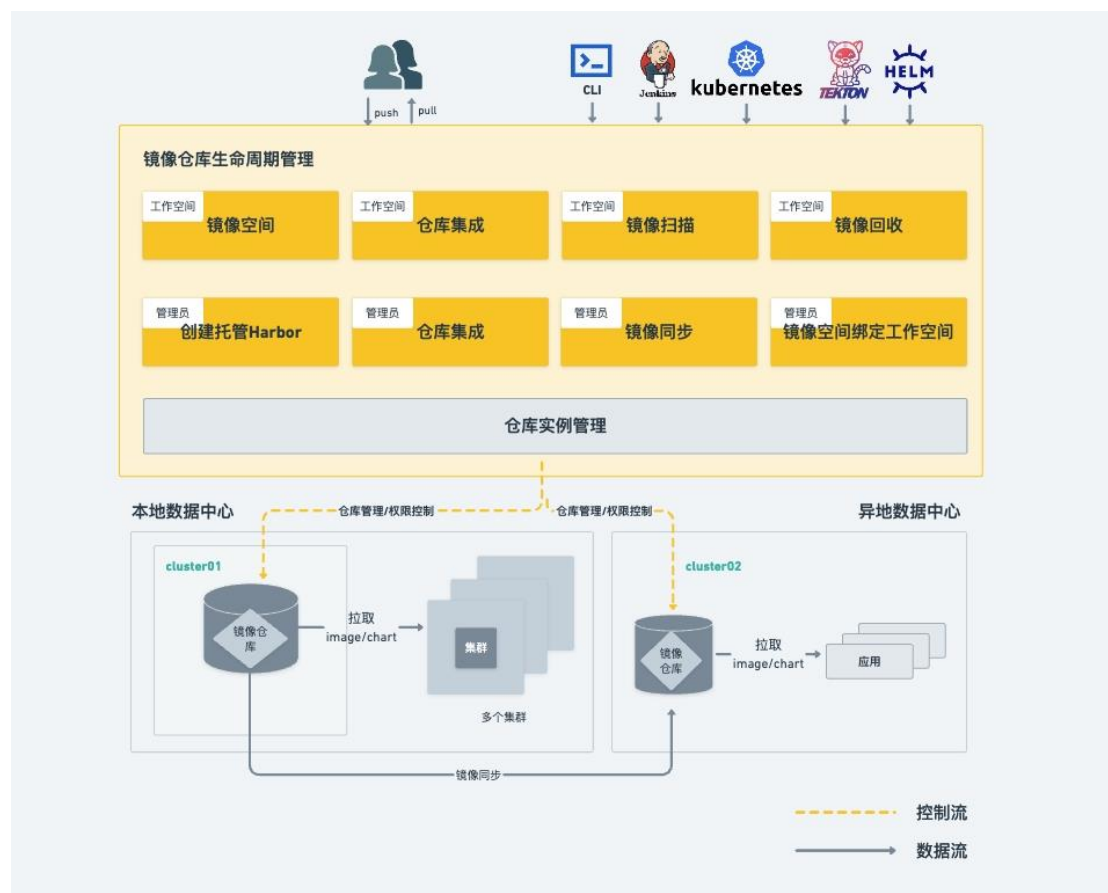 push
pull
CLI
Jenkins
kubernetes
TEKTON
HELM
镜像仓库生命周期管理
工作空间
镜像空间
工作空间
仓库集成
工作空间
镜像扫描
工作空间
镜像回收
管理员
创建托管Harbor
管理员
仓库集成
管理员
镜像同步
管理员
镜像空间绑定工作空间
仓库实例管理
本地数据中心
仓库管理/权限控制
仓库管理/权限控制
异地数据中心
cluster01
镜像仓
库
拉取
image/chart
集群
多个集群
cluster02
镜像
仓库
拉取
image/chart
应用
镜像同步
控制流
数据流